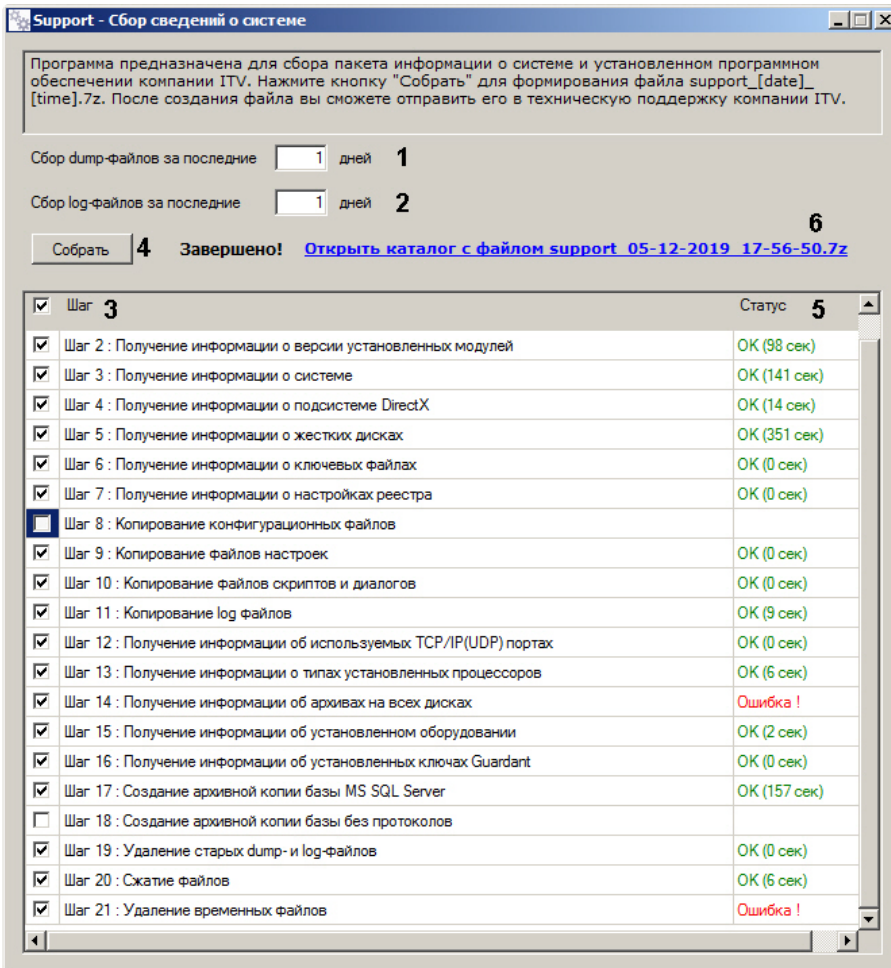 Support - Сбор сведений о системе
Программа предназначена для сбора пакета информации о системе и установленном программном
обеспечении компании ITV. Нажмите кнопку "Собрать" для формирования файла support_[date]_
[time].7z. После создания файла вы сможете отправить его в техническую поддержку компании ITV.
Сбор dump-файлов за последние 1 дней 1
Сбор log-файлов за последние 1 дней 2
6
Собрать 4 Завершено! Открыть каталог с файлом support_05-12-2019_17-56-50.7z
Шаг 3 Статус 5
Шаг 2 : Получение информации о версии установленных модулей OK (98 сек)
Шаг 3 : Получение информации о системе OK (141 сек)
Шаг 4 : Получение информации о подсистеме DirectX OK (14 сек)
Шаг 5 : Получение информации о жестких дисках OK (351 сек)
Шаг 6 : Получение информации о ключевых файлах OK (0 сек)
Шаг 7 : Получение информации о настройках реестра OK (0 сек)
Шаг 8 : Копирование конфигурационных файлов
Шаг 9 : Копирование файлов настроек OK (0 сек)
Шаг 10 : Копирование файлов скриптов и диалогов OK (0 сек)
Шаг 11 : Копирование log файлов OK (9 сек)
Шаг 12 : Получение информации об используемых TCP/IP(UDP) портах OK (0 сек)
Шаг 13 : Получение информации о типах установленных процессоров OK (6 сек)
Шаг 14 : Получение информации об архивах на всех дисках Ошибка !
Шаг 15 : Получение информации об установленном оборудовании OK (2 сек)
Шаг 16 : Получение информации об установленных ключах Guardant OK (0 сек)
Шаг 17 : Создание архивной копии базы MS SQL Server OK (157 сек)
Шаг 18 : Создание архивной копии базы без протоколов
Шаг 19 : Удаление старых dump- и log-файлов OK (0 сек)
Шаг 20 : Сжатие файлов OK (6 сек)
Шаг 21 : Удаление временных файлов Ошибка !